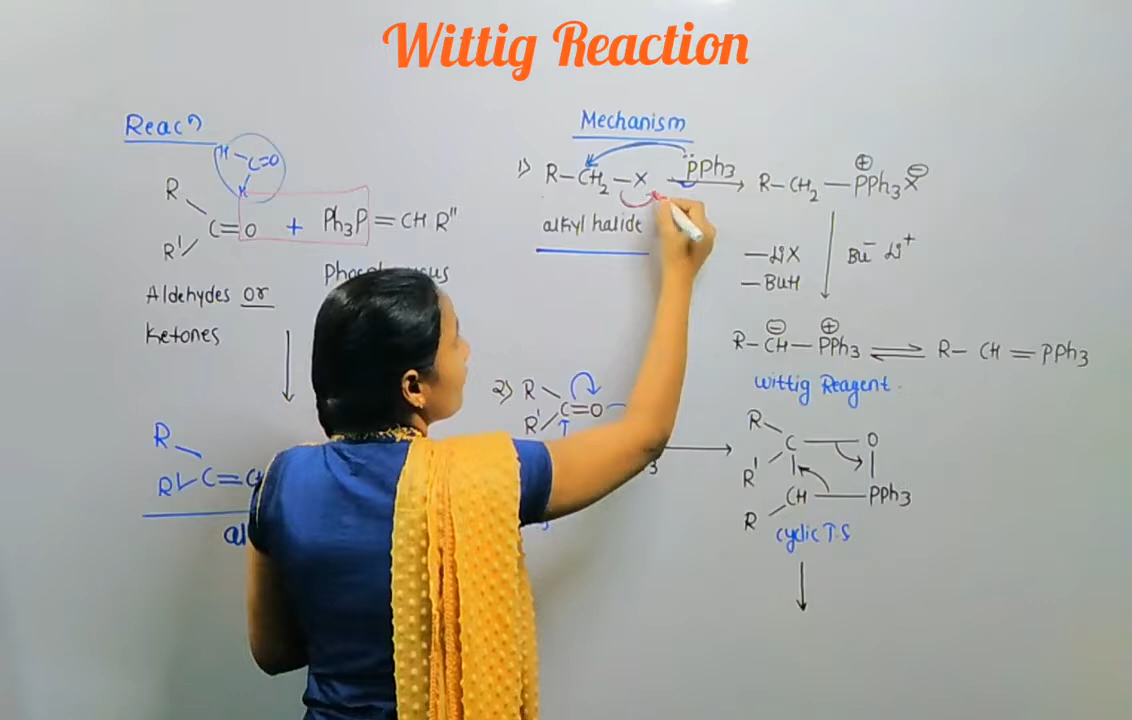 Wittig Reaction
Reacⁿ
H
C=O
H
R
R' C=O + Ph3P=CH R"
Aldehydes or
Ketones
R
R' C=C
Mechanism
1) R-CH2-X :PPh3 → R-CH2-PPh3 X
⊕ ⊖
alkyl halide
-LiX
-BuH
Bu⁻ Li⁺
⊖ ⊕
R-CH-PPh3 ⇌ R-CH=PPh3
Wittig Reagent.
2) R
R' C=O
R
C-O
R'
CH-PPh3
R
cyclic T.S